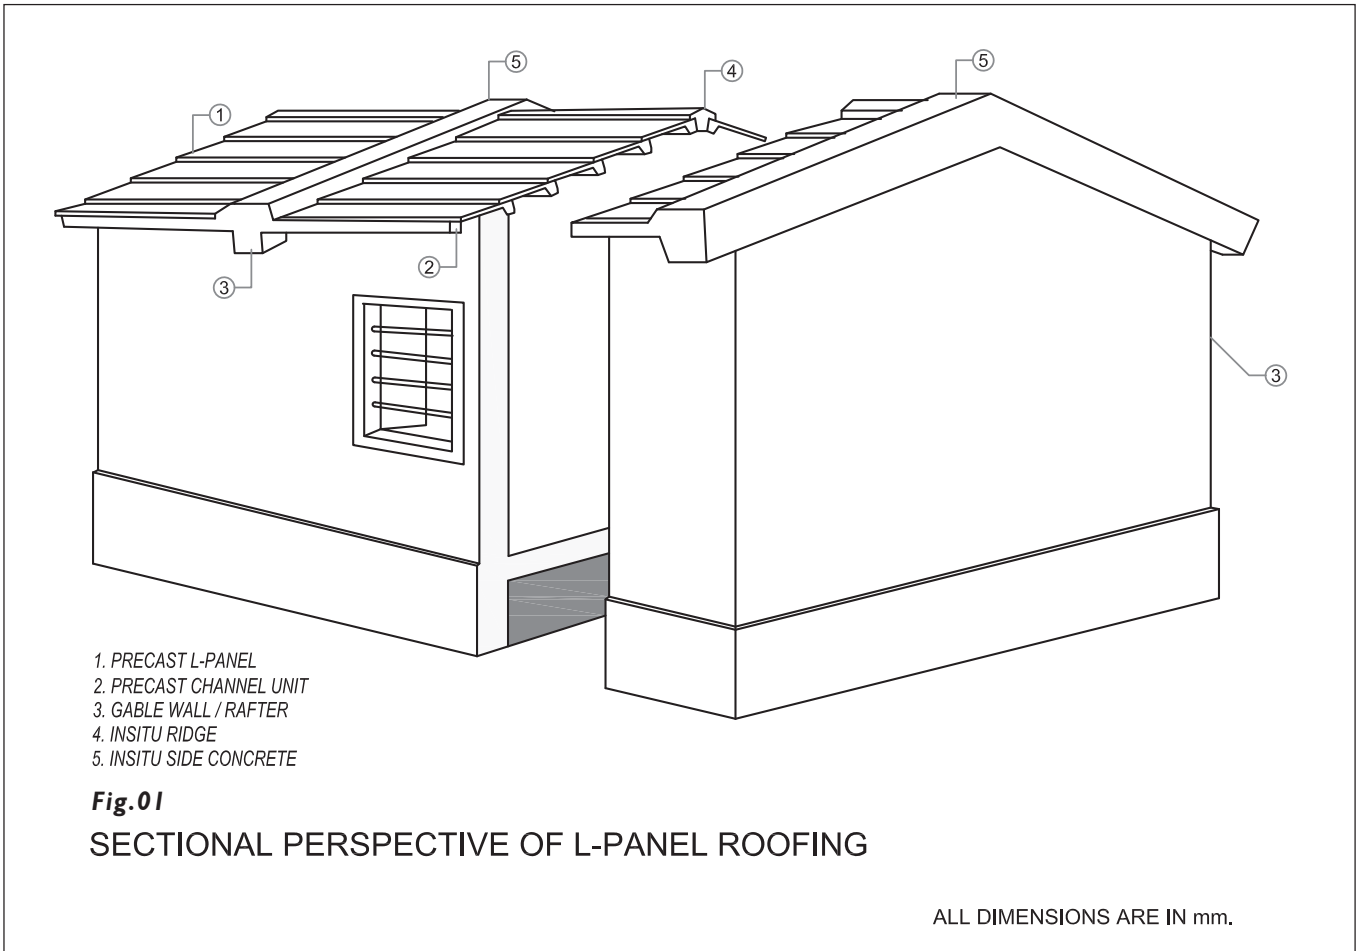 5
4
5
1
2
3
3
1. PRECAST L-PANEL
2. PRECAST CHANNEL UNIT
3. GABLE WALL / RAFTER
4. INSITU RIDGE
5. INSITU SIDE CONCRETE
Fig.01
SECTIONAL PERSPECTIVE OF L-PANEL ROOFING
ALL DIMENSIONS ARE IN mm.